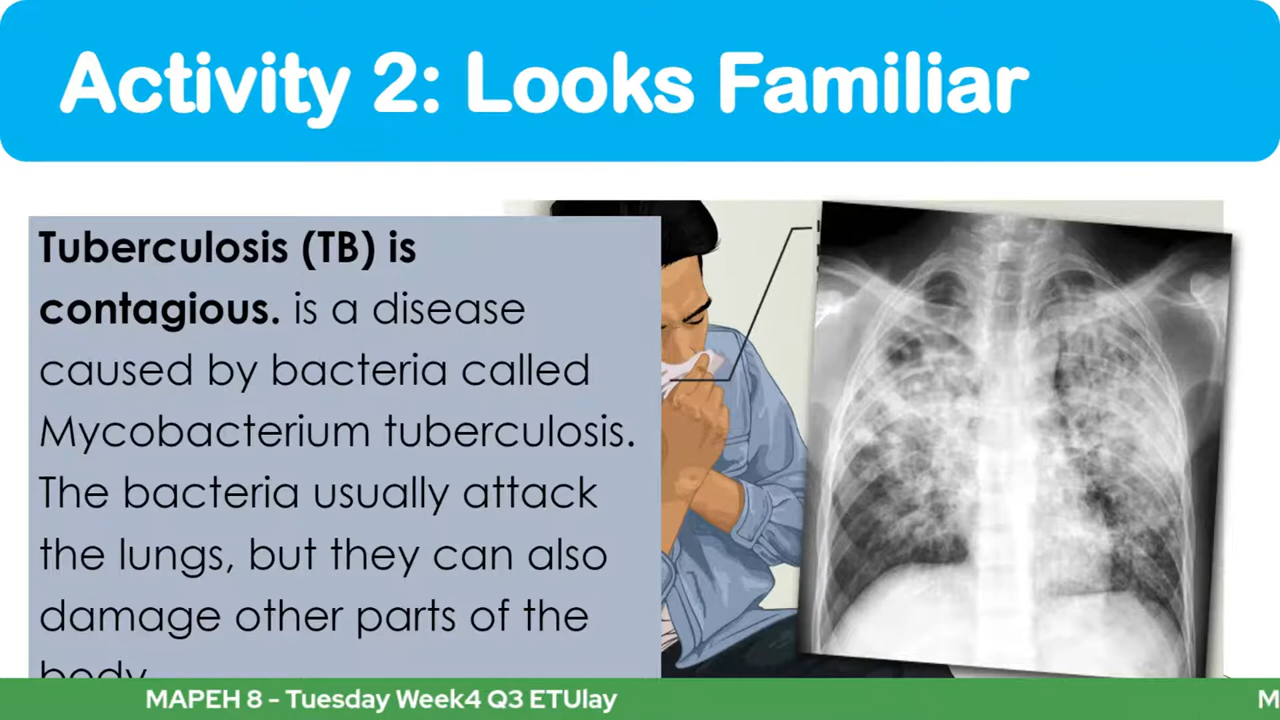 Activity 2: Looks Familiar
Tuberculosis (TB) is
contagious. is a disease
caused by bacteria called
Mycobacterium tuberculosis.
The bacteria usually attack
the lungs, but they can also
damage other parts of the
body
MAPEH 8 - Tuesday Week4 Q3 ETUlay
M